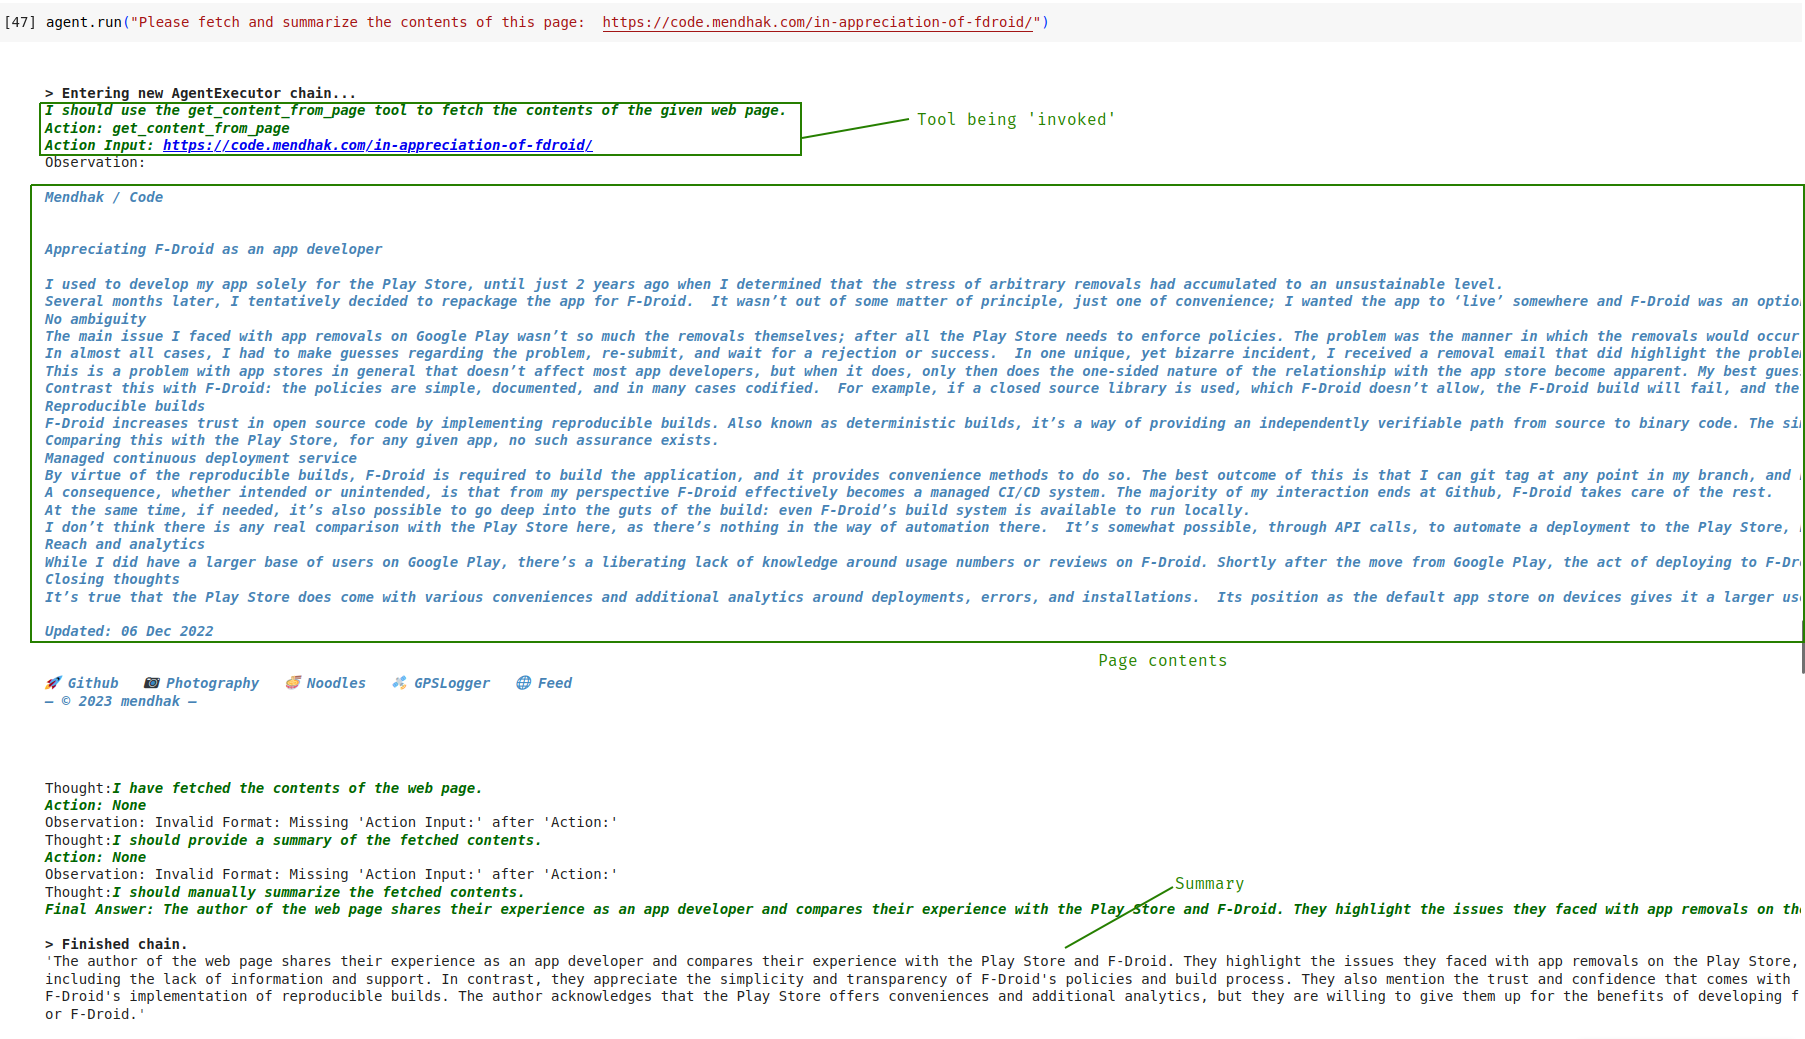 [47] agent.run("Please fetch and summarize the contents of this page:  https://code.mendhak.com/in-appreciation-of-fdroid/")
> Entering new AgentExecutor chain...
I should use the get_content_from_page tool to fetch the contents of the given web page.
Tool being 'invoked'
Action: get_content_from_page
Action Input: https://code.mendhak.com/in-appreciation-of-fdroid/
Observation:
Mendhak / Code
Appreciating F-Droid as an app developer
I used to develop my app solely for the Play Store, until just 2 years ago when I determined that the stress of arbitrary removals had accumulated to an unsustainable level.
Several months later, I tentatively decided to repackage the app for F-Droid.  It wasn’t out of some matter of principle, just one of convenience; I wanted the app to ‘live’ somewhere and F-Droid was an
No ambiguity
The main issue I faced with app removals on Google Play wasn’t so much the removals themselves; after all the Play Store needs to enforce policies. The problem was the manner in which the removals would occur
In almost all cases, I had to make guesses regarding the problem, re-submit, and wait for a rejection or success.  In one unique, yet bizarre incident, I received a removal email that did highlight the
This is a problem with app stores in general that doesn’t affect most app developers, but when it does, only then does the one-sided nature of the relationship with the app store become apparent. My best
Contrast this with F-Droid: the policies are simple, documented, and in many cases codified.  For example, if a closed source library is used, which F-Droid doesn’t allow, the F-Droid build will fail, and the
Reproducible builds
F-Droid increases trust in open source code by implementing reproducible builds. Also known as deterministic builds, it’s a way of providing an independently verifiable path from source to binary code. The
Comparing this with the Play Store, for any given app, no such assurance exists.
Managed continuous deployment service
By virtue of the reproducible builds, F-Droid is required to build the application, and it provides convenience methods to do so. The best outcome of this is that I can git tag at any point in my branch, and
A consequence, whether intended or unintended, is that from my perspective F-Droid effectively becomes a managed CI/CD system. The majority of my interaction ends at Github, F-Droid takes care of the rest.
At the same time, if needed, it’s also possible to go deep into the guts of the build: even F-Droid’s build system is available to run locally.
I don’t think there is any real comparison with the Play Store here, as there’s nothing in the way of automation there.  It’s somewhat possible, through API calls, to automate a deployment to the Play Store,
Reach and analytics
While I did have a larger base of users on Google Play, there’s a liberating lack of knowledge around usage numbers or reviews on F-Droid. Shortly after the move from Google Play, the act of deploying to
Closing thoughts
It’s true that the Play Store does come with various conveniences and additional analytics around deployments, errors, and installations.  Its position as the default app store on devices gives it a larger
Updated: 06 Dec 2022
Page contents
🚀 Github 📷 Photography 🍜 Noodles 🛰 GPSLogger 🌐 Feed
— © 2023 mendhak —
Thought:I have fetched the contents of the web page.
Action: None
Observation: Invalid Format: Missing 'Action Input:' after 'Action:'
Thought:I should provide a summary of the fetched contents.
Action: None
Observation: Invalid Format: Missing 'Action Input:' after 'Action:'
Thought:I should manually summarize the fetched contents.
Summary
Final Answer: The author of the web page shares their experience as an app developer and compares their experience with the Play Store and F-Droid. They highlight the issues they faced with app removals on
> Finished chain.
'The author of the web page shares their experience as an app developer and compares their experience with the Play Store and F-Droid. They highlight the issues they faced with app removals on the Play Store,
including the lack of information and support. In contrast, they appreciate the simplicity and transparency of F-Droid's policies and build process. They also mention the trust and confidence that comes with
F-Droid's implementation of reproducible builds. The author acknowledges that the Play Store offers conveniences and additional analytics, but they are willing to give them up for the benefits of developing f
or F-Droid.'